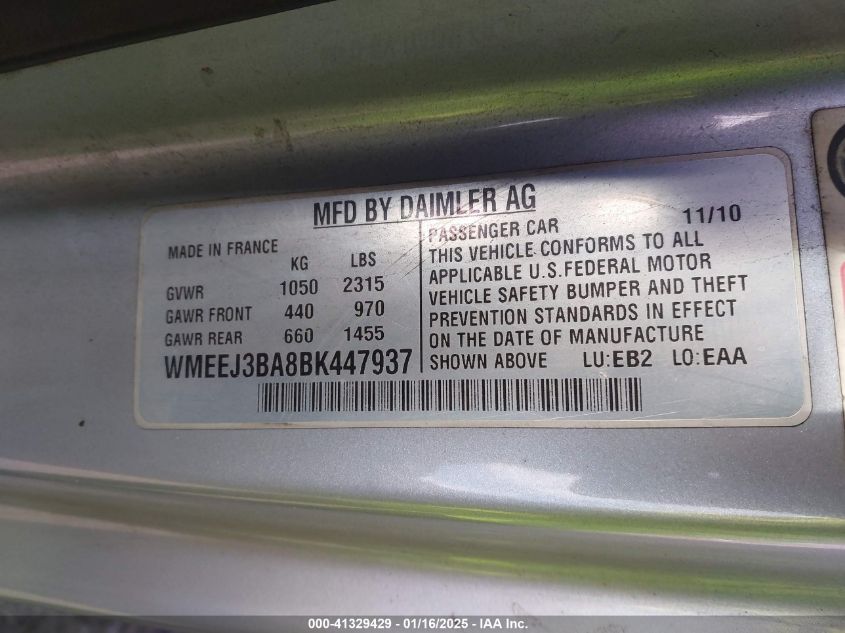 MFD BY DAIMLER AG
MADE IN FRANCE
KG LBS
GVWR 1050 2315
GAWR FRONT 440 970
GAWR REAR 660 1455
WMEEJ3BA8BK447937
PASSENGER CAR 11/10
THIS VEHICLE CONFORMS TO ALL
APPLICABLE U.S.FEDERAL MOTOR
VEHICLE SAFETY BUMPER AND THEFT
PREVENTION STANDARDS IN EFFECT
ON THE DATE OF MANUFACTURE
SHOWN ABOVE LU:EB2 LO:EAA
000-41329429 - 01/16/2025 - IAA Inc.